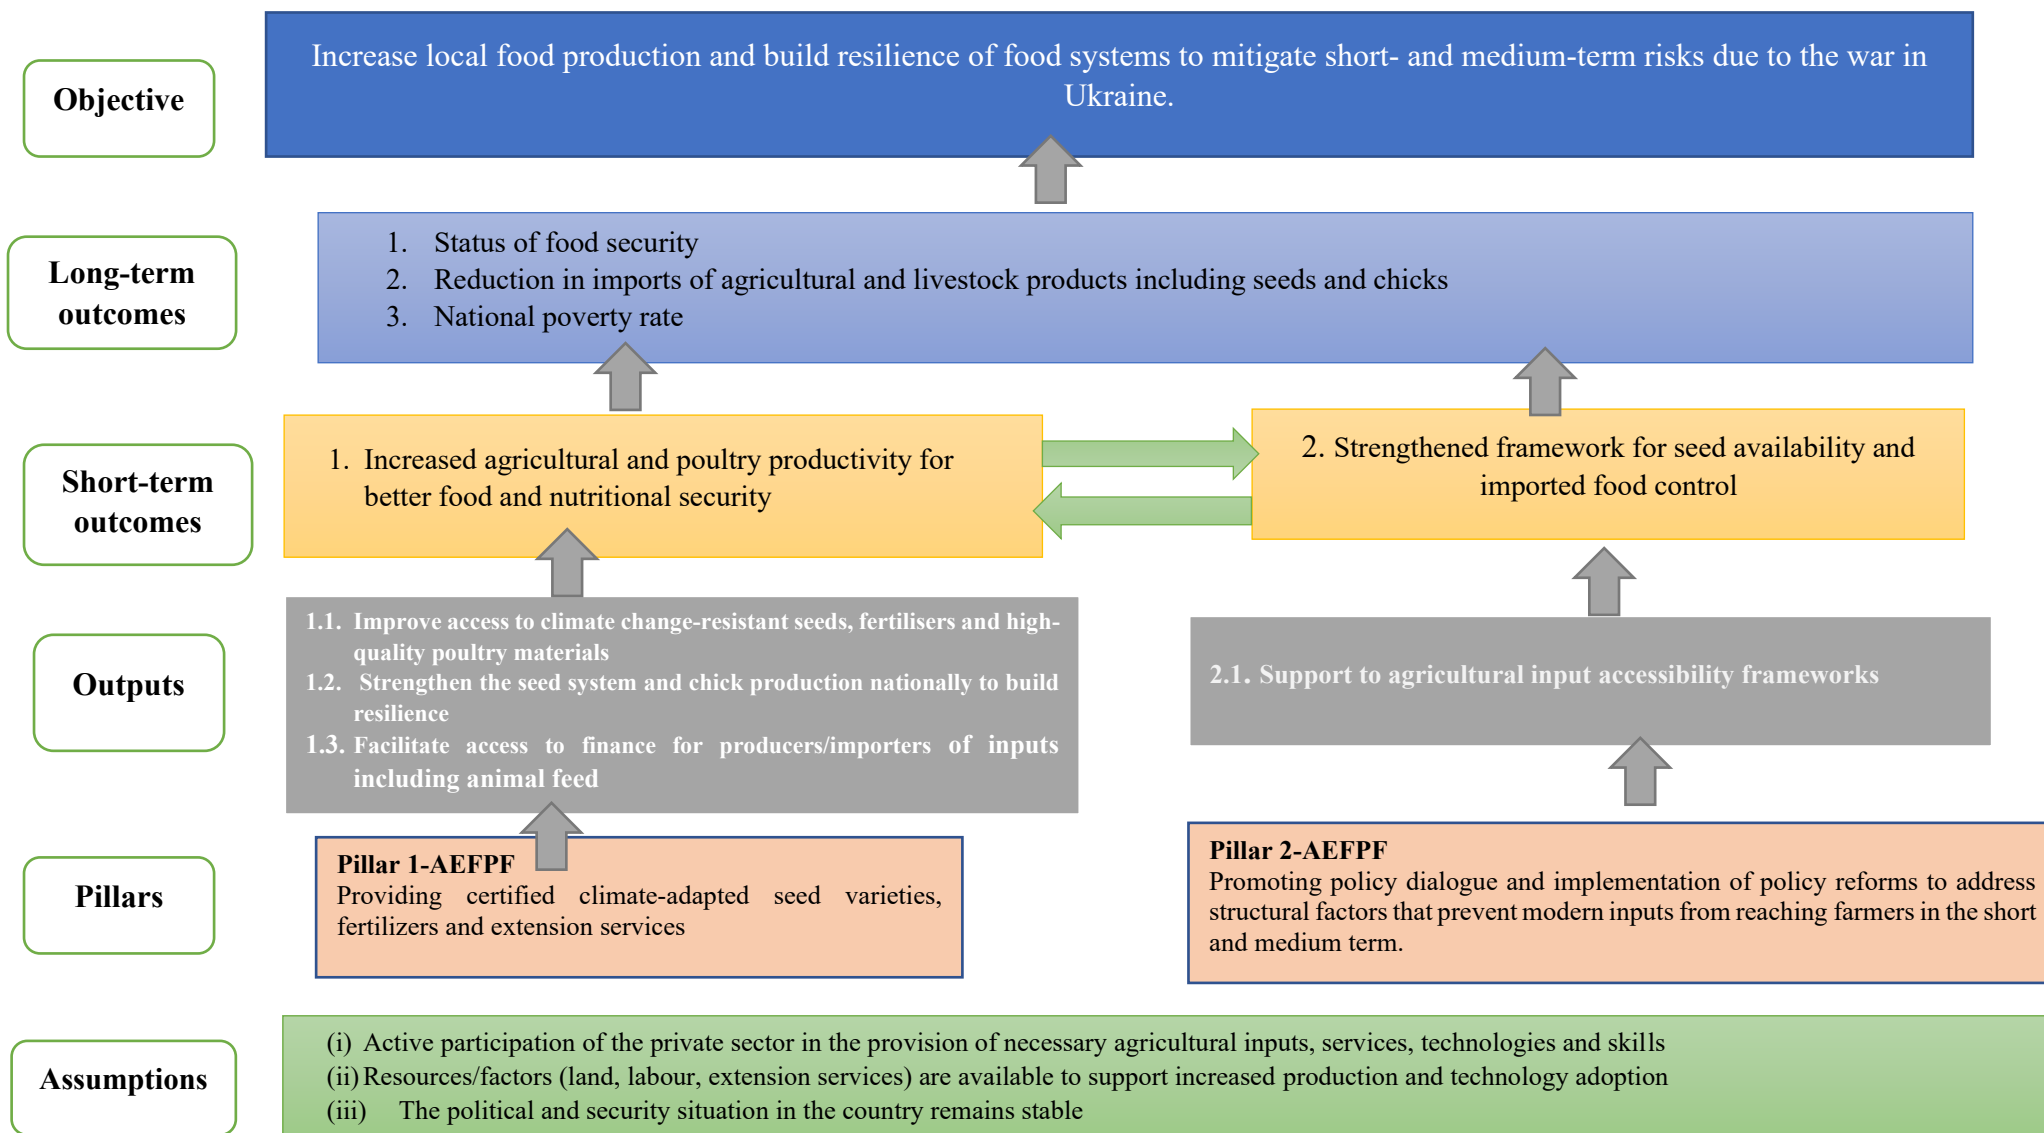 Objective
Increase local food production and build resilience of food systems to mitigate short- and medium-term risks due to the war in
Ukraine.
Long-term
outcomes
1. Status of food security
2. Reduction in imports of agricultural and livestock products including seeds and chicks
3. National poverty rate
Short-term
outcomes
1. Increased agricultural and poultry productivity for
better food and nutritional security
2. Strengthened framework for seed availability and
imported food control
Outputs
1.1. Improve access to climate change-resistant seeds, fertilisers and high-
quality poultry materials
1.2. Strengthen the seed system and chick production nationally to build
resilience
1.3. Facilitate access to finance for producers/importers of inputs
including animal feed
2.1. Support to agricultural input accessibility frameworks
Pillars
Pillar 1-AEFPF
Providing certified climate-adapted seed varieties,
fertilizers and extension services
Pillar 2-AEFPF
Promoting policy dialogue and implementation of policy reforms to address
structural factors that prevent modern inputs from reaching farmers in the short
and medium term.
Assumptions
(i) Active participation of the private sector in the provision of necessary agricultural inputs, services, technologies and skills
(ii) Resources/factors (land, labour, extension services) are available to support increased production and technology adoption
(iii) The political and security situation in the country remains stable